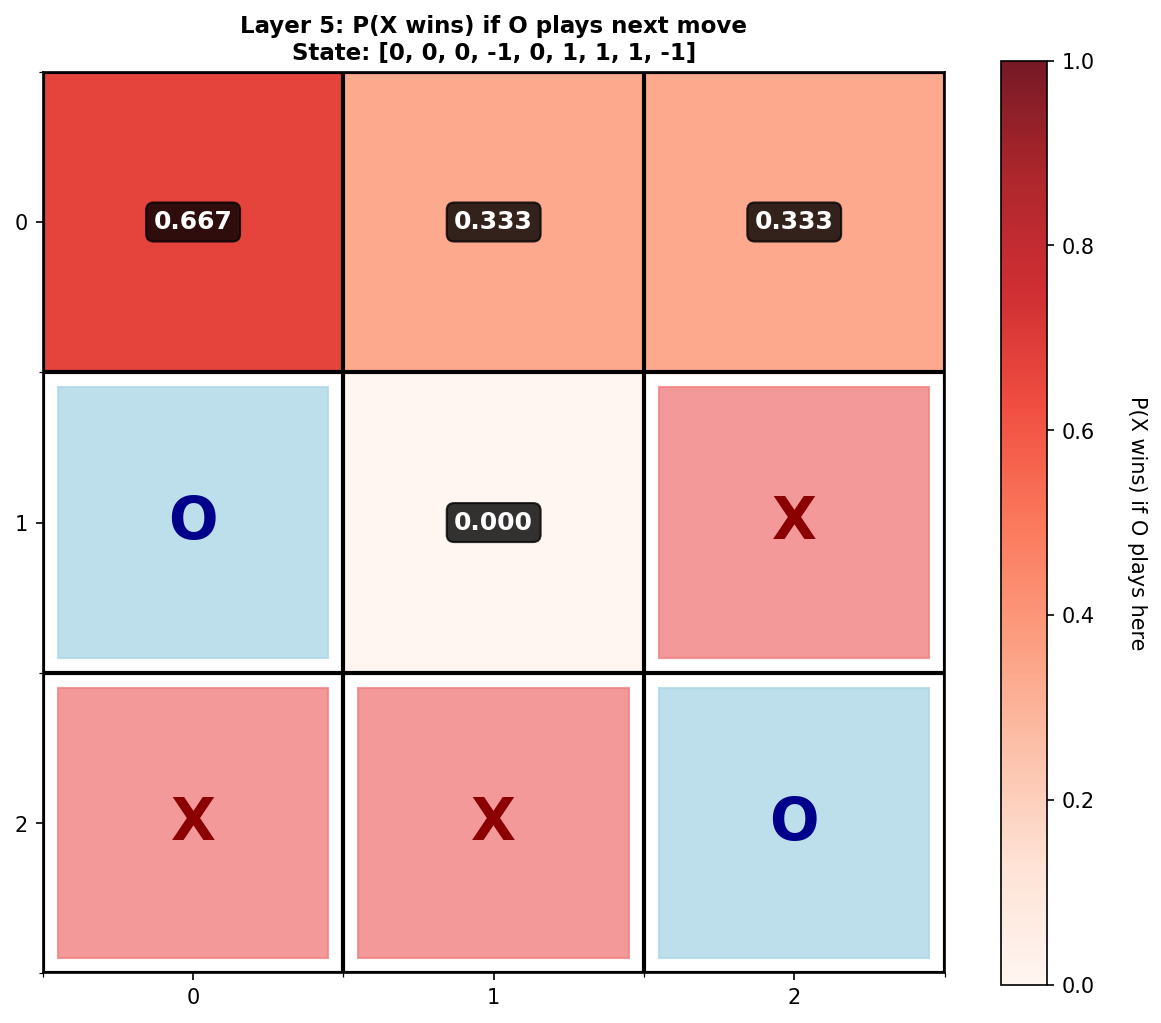 Layer 5: P(X wins) if O plays next move
State: [0, 0, 0, -1, 0, 1, 1, 1, -1]
0
0.667
0.333
0.333
1
O
0.000
X
2
X
X
O
0
1
2
1.0
0.8
0.6
0.4
0.2
0.0
P(X wins) if O plays here